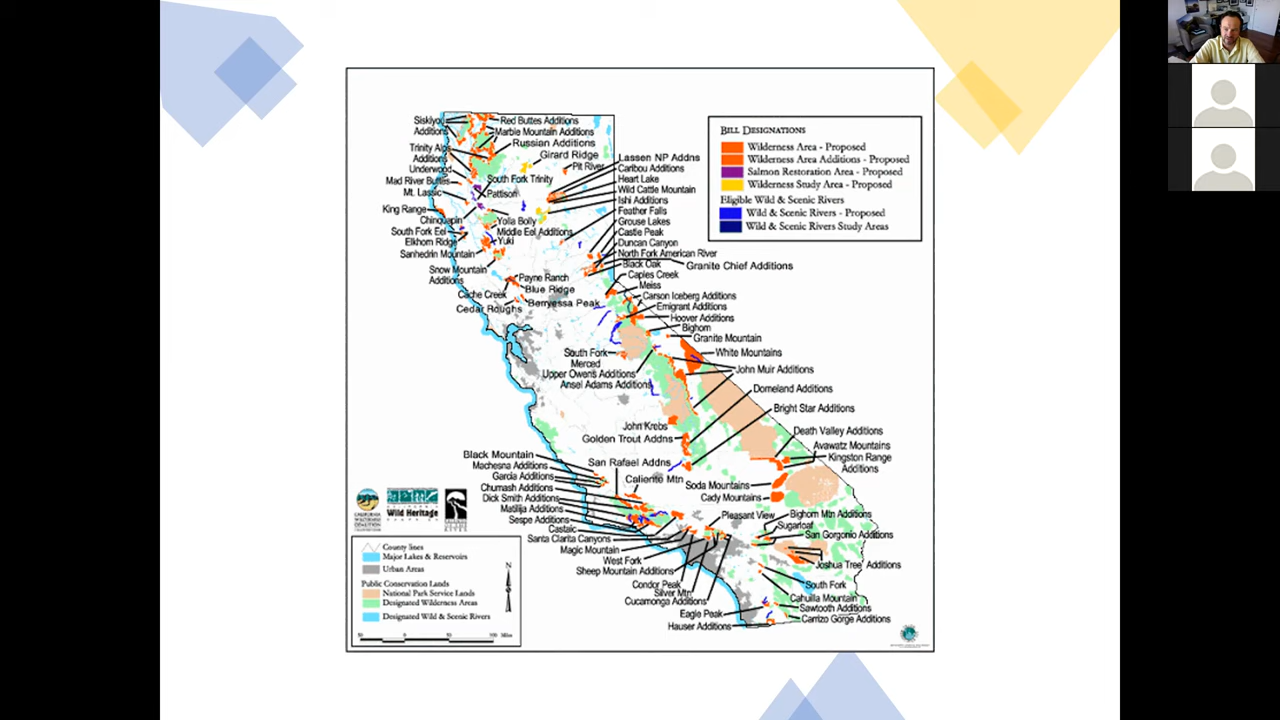 Siskiyou
Additions
Red Buttes Additions
Marble Mountain Additions
Russian Additions
Trinity Alps
Additions
Girard Ridge
Pit River
Underwood
South Fork Trinity
Mad River Buttes
Pattison
Mt. Lassic
King Range
Chinquapin
Yolla Bolly
Middle Eel Additions
South Fork Eel
Elkhorn Ridge
Yuki
Sanhedrin Mountain
Snow Mountain
Additions
Payne Ranch
Blue Ridge
Cache Creek
Berryessa Peak
Cedar Roughs
Lassen NP Addns
Caribou Additions
Heart Lake
Wild Cattle Mountain
Ishi Additions
Feather Falls
Grouse Lakes
Castle Peak
Duncan Canyon
North Fork American River
Black Oak
Granite Chief Additions
Caples Creek
Meiss
Carson Iceberg Additions
Emigrant Additions
Hoover Additions
Bighorn
Granite Mountain
White Mountains
John Muir Additions
South Fork
Merced
Upper Owens Additions
Ansel Adams Additions
Domeland Additions
Bright Star Additions
John Krebs
Golden Trout Addns
Death Valley Additions
Avawatz Mountains
Kingston Range
Additions
Black Mountain
Machesna Additions
Garcia Additions
Chumash Additions
Dick Smith Additions
Matilija Additions
Sespe Additions
Castaic
Santa Clarita Canyons
Magic Mountain
West Fork
Sheep Mountain Additions
Condor Peak
Silver Mtn
Cucamonga Additions
Eagle Peak
Hauser Additions
San Rafael Addns
Caliente Mtn
Soda Mountains
Cady Mountains
Pleasant View
Bighorn Mtn Additions
Sugarloaf
San Gorgonio Additions
Joshua Tree Additions
South Fork
Cahuilla Mountain
Sawtooth Additions
Carrizo Gorge Additions
BILL DESIGNATIONS
Wilderness Area - Proposed
Wilderness Area Additions - Proposed
Salmon Restoration Area - Proposed
Wilderness Study Area - Proposed
Eligible Wild & Scenic Rivers
Wild & Scenic Rivers - Proposed
Wild & Scenic Rivers Study Areas
Wild Heritage
County lines
Major Lakes & Reservoirs
Urban Areas
Public Conservation Lands
National Park Service Lands
Designated Wilderness Areas
Designated Wild & Scenic Rivers
N
50 0 50 100 Miles